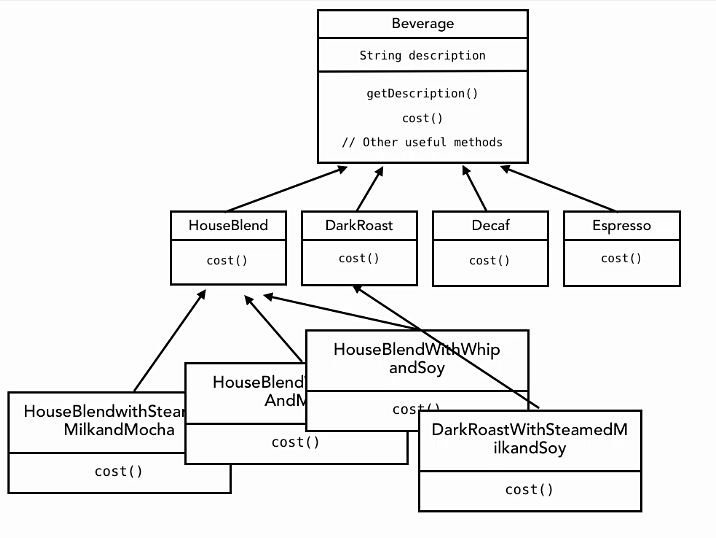 Beverage
String description
getDescription()
cost()
// Other useful methods
HouseBlend
cost()
DarkRoast
cost()
Decaf
cost()
Espresso
cost()
HouseBlendWithWhip
andSoy
cost()
HouseBlend
cost()
HouseBlendwithStea
MilkandMocha
cost()
DarkRoastWithSteamedM
ilkandSoy
cost()